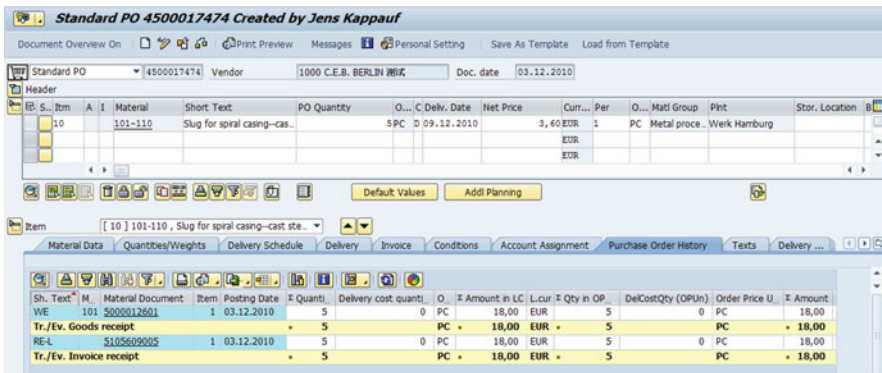 Standard PO 4500017474 Created by Jens Kappauf
Document Overview On Print Preview Messages Personal Setting Save As Template Load from Template
Standard PO 4500017474 Vendor 1000 C.E.B. BERLIN 测试 Doc. date 03.12.2010
Header
S... Itm A I Material Short Text PO Quantity O... C Delv. Date Net Price Curr... Per O... Matl Group Plnt Stor. Location B
10 101-110 Slug for spiral casing--cas... 5 PC D 09.12.2010 3,60 EUR 1 PC Metal proce... Werk Hamburg
EUR
EUR
Default Values Addl Planning
Item [ 10 ] 101-110 , Slug for spiral casing--cast ste...
Material Data Quantities/Weights Delivery Schedule Delivery Invoice Conditions Account Assignment Purchase Order History Texts Delivery ...
Sh. Text M... Material Document Item Posting Date Σ Quanti... Delivery cost quanti... O... Σ Amount in LC L.cur Σ Qty in OP... DelCostQty (OPUn) Order Price U... Σ Amount
WE 101 5000012601 1 03.12.2010 5 0 PC 18,00 EUR 5 0 PC 18,00
Tr./Ev. Goods receipt 5 PC 18,00 EUR 5 PC 18,00
RE-L 5105609005 1 03.12.2010 5 0 PC 18,00 EUR 5 0 PC 18,00
Tr./Ev. Invoice receipt 5 PC 18,00 EUR 5 PC 18,00